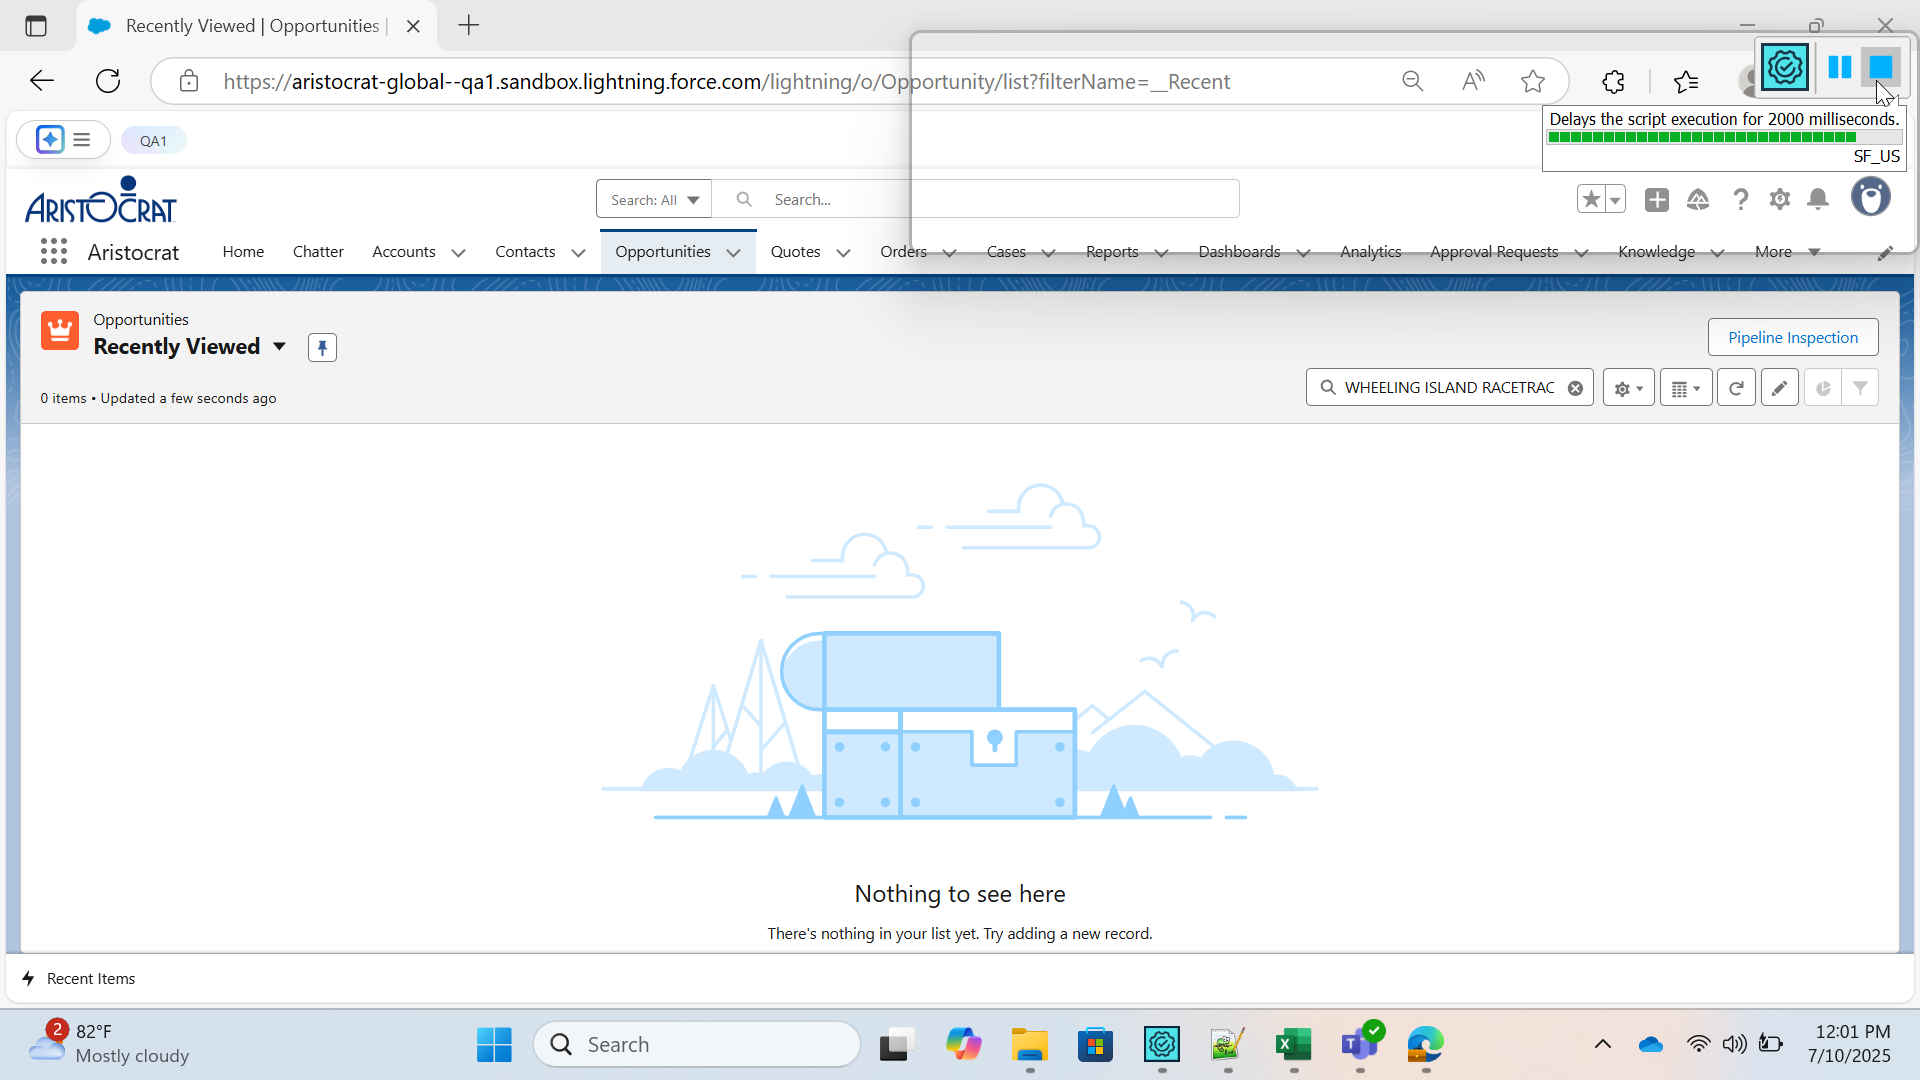 Recently Viewed | Opportunities |
https://aristocrat-global--qa1.sandbox.lightning.force.com/lightning/o/Opportunity/list?filterName=__Recent
Delays the script execution for 2000 milliseconds.
SF_US
QA1
ARISTOCRAT
Search: All
Search...
Aristocrat
Home
Chatter
Accounts
Contacts
Opportunities
Quotes
Orders
Cases
Reports
Dashboards
Analytics
Approval Requests
Knowledge
More
Opportunities
Recently Viewed
Pipeline Inspection
0 items • Updated a few seconds ago
WHEELING ISLAND RACETRAC
Nothing to see here
There's nothing in your list yet. Try adding a new record.
Recent Items
2
82°F
Mostly cloudy
Search
12:01 PM
7/10/2025